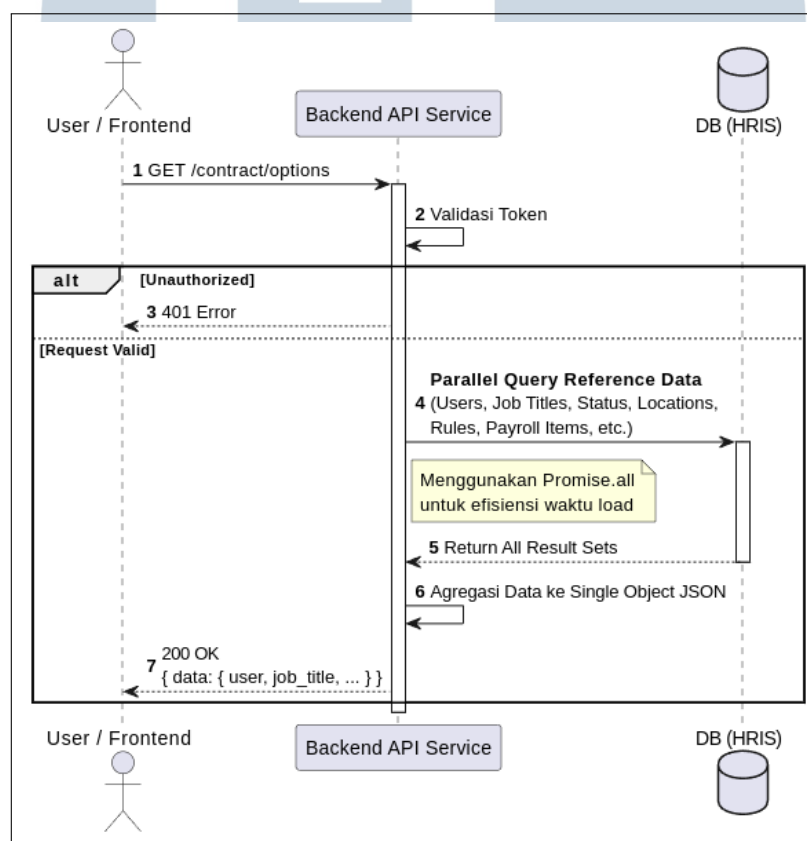 User / Frontend
Backend API Service
DB (HRIS)
1 GET /contract/options
2 Validasi Token
alt
[Unauthorized]
3 401 Error
[Request Valid]
Parallel Query Reference Data
4 (Users, Job Titles, Status, Locations,
Rules, Payroll Items, etc.)
Menggunakan Promise.all
untuk efisiensi waktu load
5 Return All Result Sets
6 Agregasi Data ke Single Object JSON
200 OK
7 { data: { user, job_title, ... } }
User / Frontend
Backend API Service
DB (HRIS)